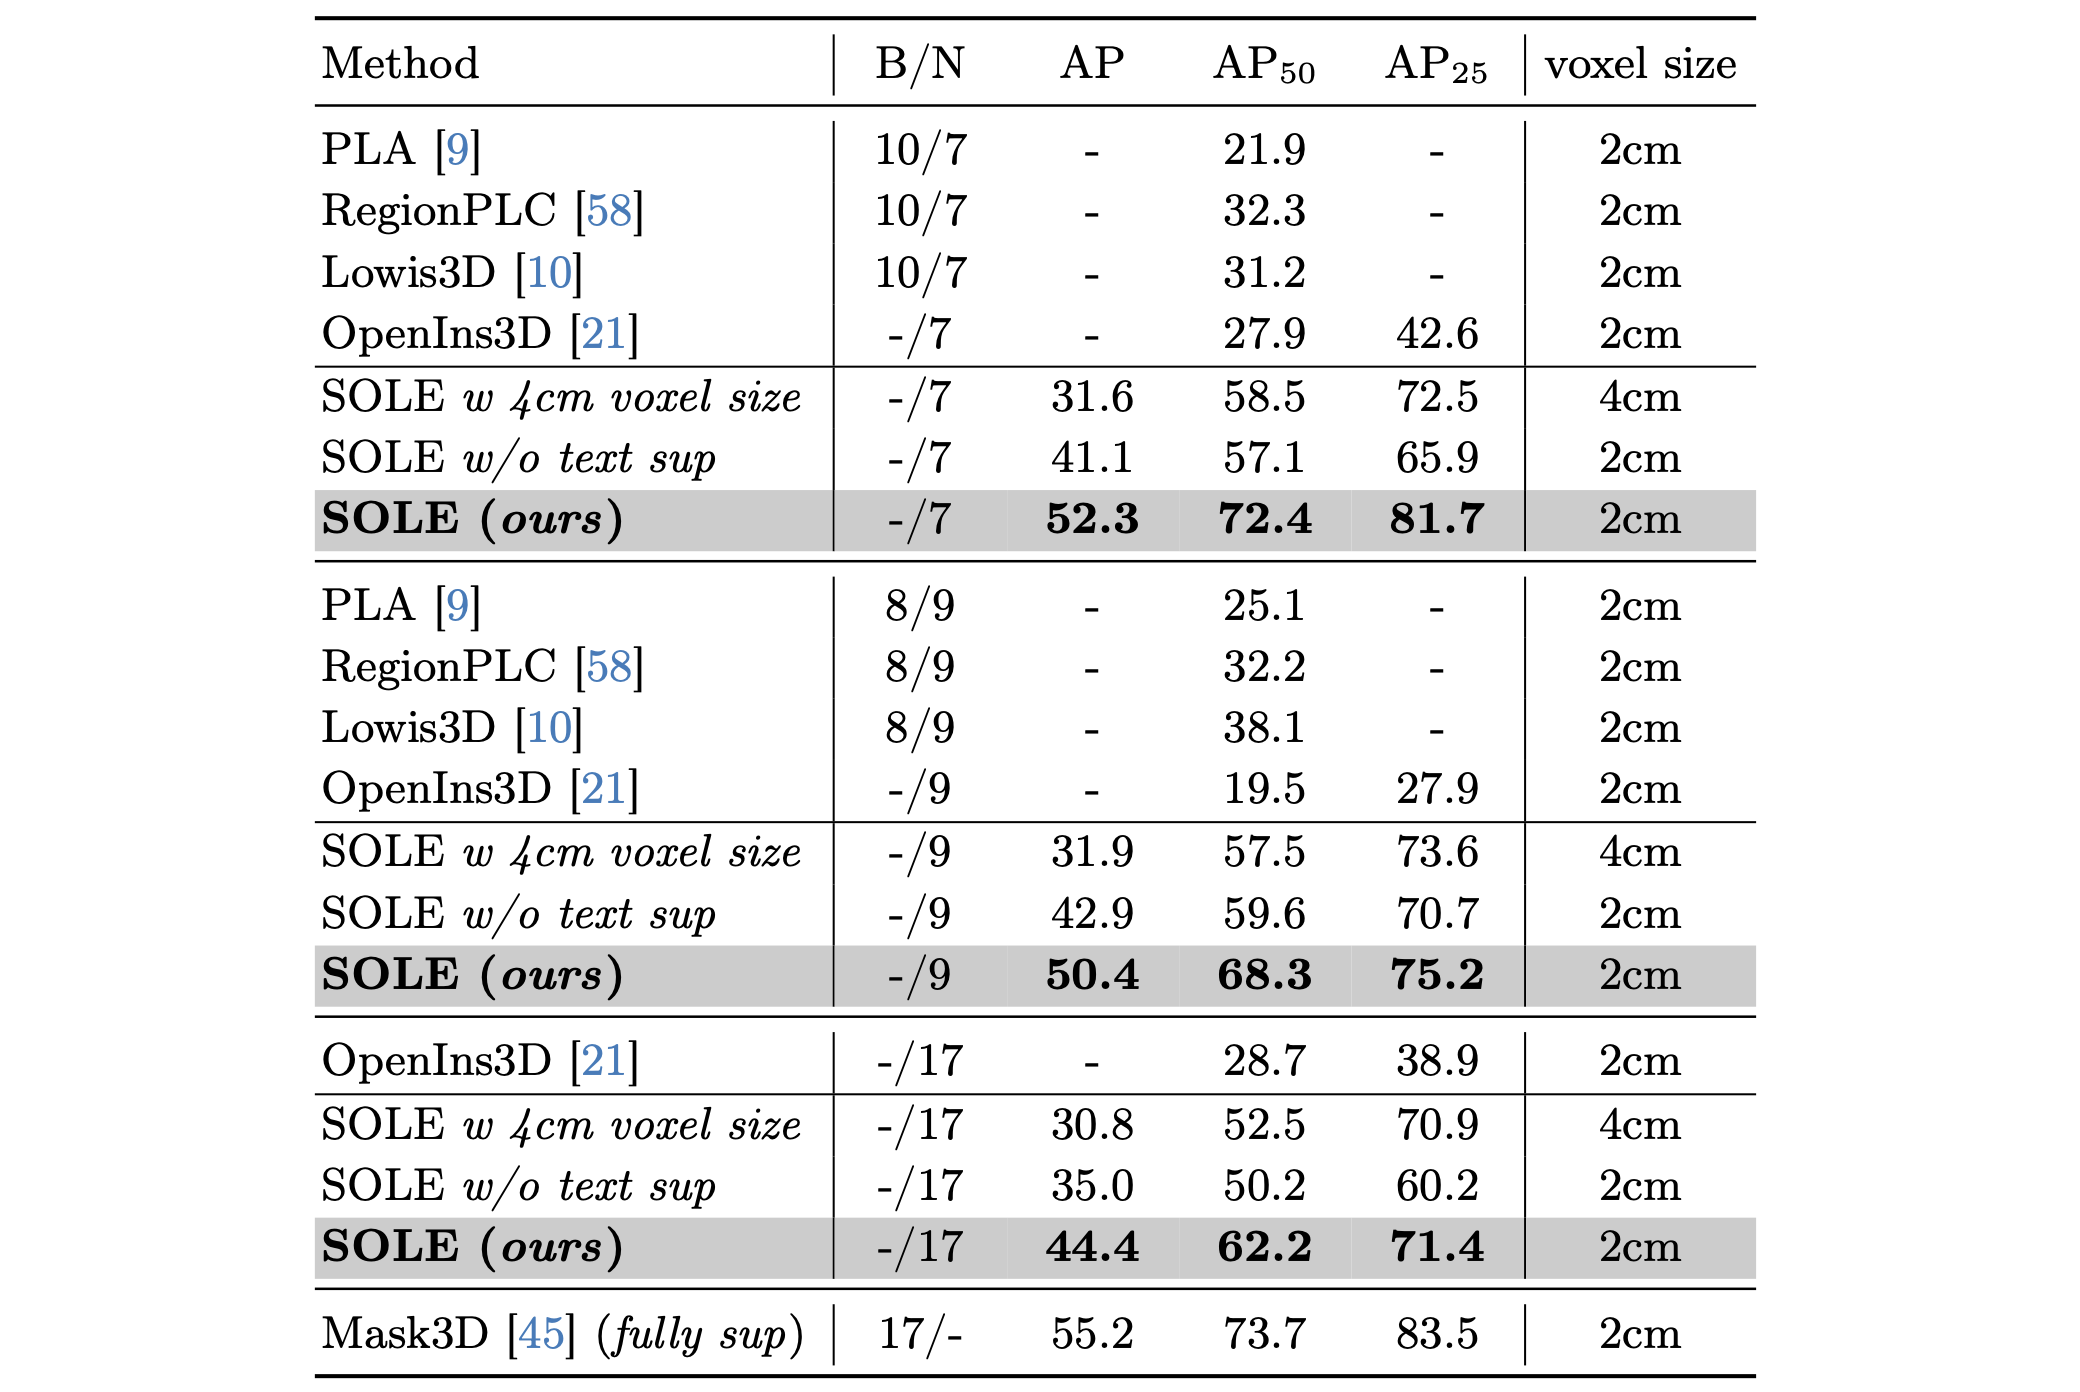 Method B/N AP AP₅₀ AP₂₅ voxel size
PLA [9] 10/7 - 21.9 - 2cm
RegionPLC [58] 10/7 - 32.3 - 2cm
Lowis3D [10] 10/7 - 31.2 - 2cm
OpenIns3D [21] -/7 - 27.9 42.6 2cm
SOLE w 4cm voxel size -/7 31.6 58.5 72.5 4cm
SOLE w/o text sup -/7 41.1 57.1 65.9 2cm
SOLE (ours) -/7 52.3 72.4 81.7 2cm
PLA [9] 8/9 - 25.1 - 2cm
RegionPLC [58] 8/9 - 32.2 - 2cm
Lowis3D [10] 8/9 - 38.1 - 2cm
OpenIns3D [21] -/9 - 19.5 27.9 2cm
SOLE w 4cm voxel size -/9 31.9 57.5 73.6 4cm
SOLE w/o text sup -/9 42.9 59.6 70.7 2cm
SOLE (ours) -/9 50.4 68.3 75.2 2cm
OpenIns3D [21] -/17 - 28.7 38.9 2cm
SOLE w 4cm voxel size -/17 30.8 52.5 70.9 4cm
SOLE w/o text sup -/17 35.0 50.2 60.2 2cm
SOLE (ours) -/17 44.4 62.2 71.4 2cm
Mask3D [45] (fully sup) 17/- 55.2 73.7 83.5 2cm